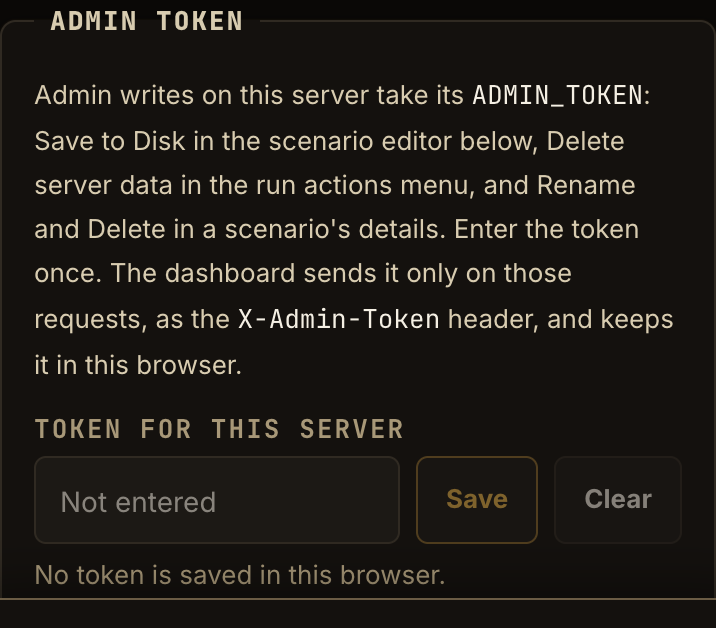 ADMIN TOKEN
Admin writes on this server take its ADMIN_TOKEN:
Save to Disk in the scenario editor below, Delete
server data in the run actions menu, and Rename
and Delete in a scenario's details. Enter the token
once. The dashboard sends it only on those
requests, as the X-Admin-Token header, and keeps
it in this browser.
TOKEN FOR THIS SERVER
Not entered Save Clear
No token is saved in this browser.